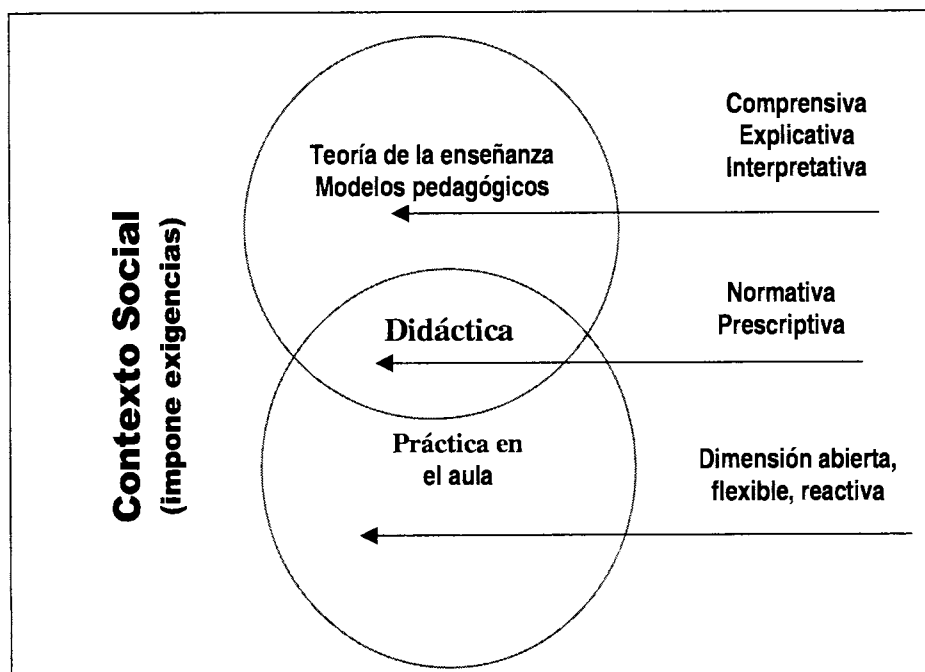 Contexto Social
(impone exigencias)
Teoría de la enseñanza
Modelos pedagógicos
Comprensiva
Explicativa
Interpretativa
Didáctica
Normativa
Prescriptiva
Práctica en
el aula
Dimensión abierta,
flexible, reactiva